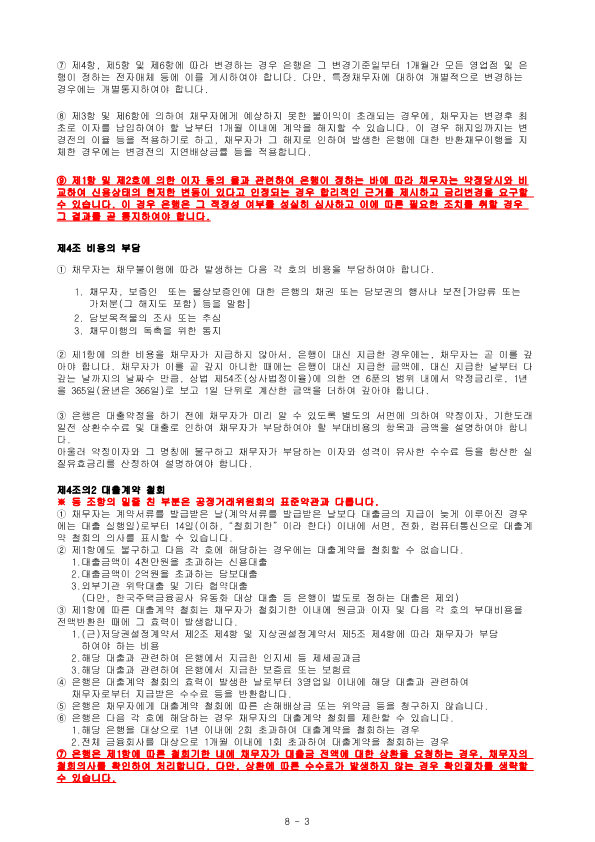 ⑦ 제4항, 제5항 및 제6항에 따라 변경하는 경우 은행은 그 변경기준일부터 1개월간 모든 영업점 및 은
행이 정하는 전자매체 등에 이를 게시하여야 합니다. 다만, 특정채무자에 대하여 개별적으로 변경하는
경우에는 개별통지하여야 합니다.
⑧ 제3항 및 제6항에 의하여 채무자에게 예상하지 못한 불이익이 초래되는 경우에, 채무자는 변경후 최
초로 이자를 납입하여야 할 날부터 1개월 이내에 계약을 해지할 수 있습니다. 이 경우 해지일까지는 변
경전의 이율 등을 적용하기로 하고, 채무자가 그 해지로 인하여 발생한 은행에 대한 반환채무이행을 지
체한 경우에는 변경전의 지연배상금률 등을 적용합니다.
⑨ 제1항 및 제2호에 의한 이자 등의 율과 관련하여 은행이 정하는 바에 따라 채무자는 약정당시와 비
교하여 신용상태의 현저한 변동이 있다고 인정되는 경우 합리적인 근거를 제시하고 금리변경을 요구할
수 있습니다. 이 경우 은행은 그 적정성 여부를 성실히 심사하고 이에 따른 필요한 조치를 취할 경우
그 결과를 곧 통지하여야 합니다.
제4조 비용의 부담
① 채무자는 채무불이행에 따라 발생하는 다음 각 호의 비용을 부담하여야 합니다.
1. 채무자, 보증인 또는 물상보증인에 대한 은행의 채권 또는 담보권의 행사나 보전[가압류 또는
가처분(그 해지도 포함) 등을 말함]
2. 담보목적물의 조사 또는 추심
3. 채무이행의 독촉을 위한 통지
② 제1항에 의한 비용을 채무자가 지급하지 않아서, 은행이 대신 지급한 경우에는, 채무자는 곧 이를 갚
아야 합니다. 채무자가 이를 곧 갚지 아니한 때에는 은행이 대신 지급한 금액에, 대신 지급한 날부터 다
갚는 날까지의 날짜수 만큼, 상법 제54조(상사법정이율)에 의한 연 6푼의 범위 내에서 약정금리로, 1년
을 365일(윤년은 366일)로 보고 1일 단위로 계산한 금액을 더하여 갚아야 합니다.
③ 은행은 대출약정을 하기 전에 채무자가 미리 알 수 있도록 별도의 서면에 의하여 약정이자, 기한도래
일전 상환수수료 및 대출로 인하여 채무자가 부담하여야 할 부대비용의 항목과 금액을 설명하여야 합니
다.
아울러 약정이자와 그 명칭에 불구하고 채무자가 부담하는 이자와 성격이 유사한 수수료 등을 합산한 실
질유효금리를 산정하여 설명하여야 합니다.
제4조의2 대출계약 철회
※ 동 조항의 밑줄 친 부분은 공정거래위원회의 표준약관과 다릅니다.
① 채무자는 계약서류를 발급받은 날(계약서류를 발급받은 날보다 대출금의 지급이 늦게 이루어진 경우
에는 대출 실행일)로부터 14일(이하, "철회기한" 이라 한다) 이내에 서면, 전화, 컴퓨터통신으로 대출계
약 철회의 의사를 표시할 수 있습니다.
② 제1항에도 불구하고 다음 각 호에 해당하는 경우에는 대출계약을 철회할 수 없습니다.
1.대출금액이 4천만원을 초과하는 신용대출
2.대출금액이 2억원을 초과하는 담보대출
3.외부기관 위탁대출 및 기타 협약대출
(다만, 한국주택금융공사 유동화 대상 대출 등 은행이 별도로 정하는 대출은 제외)
③ 제1항에 따른 대출계약 철회는 채무자가 철회기한 이내에 원금과 이자 및 다음 각 호의 부대비용을
전액반환한 때에 그 효력이 발생합니다.
1.(근)저당권설정계약서 제2조 제4항 및 지상권설정계약서 제5조 제4항에 따라 채무자가 부담
하여야 하는 비용
2.해당 대출과 관련하여 은행에서 지급한 인지세 등 제세공과금
3.해당 대출과 관련하여 은행에서 지급한 보증료 또는 보험료
④ 은행은 대출계약 철회의 효력이 발생한 날로부터 3영업일 이내에 해당 대출과 관련하여
채무자로부터 지급받은 수수료 등을 반환합니다.
⑤ 은행은 채무자에게 대출계약 철회에 따른 손해배상금 또는 위약금 등을 청구하지 않습니다.
⑥ 은행은 다음 각 호에 해당하는 경우 채무자의 대출계약 철회를 제한할 수 있습니다.
1.해당 은행을 대상으로 1년 이내에 2회 초과하여 대출계약을 철회하는 경우
2.전체 금융회사를 대상으로 1개월 이내에 1회 초과하여 대출계약을 철회하는 경우
⑦ 은행은 제1항에 따른 철회기한 내에 채무자가 대출금 전액에 대한 상환을 요청하는 경우, 채무자의
철회의사를 확인하여 처리합니다. 다만, 상환에 따른 수수료가 발생하지 않는 경우 확인절차를 생략할
수 있습니다.
8 - 3